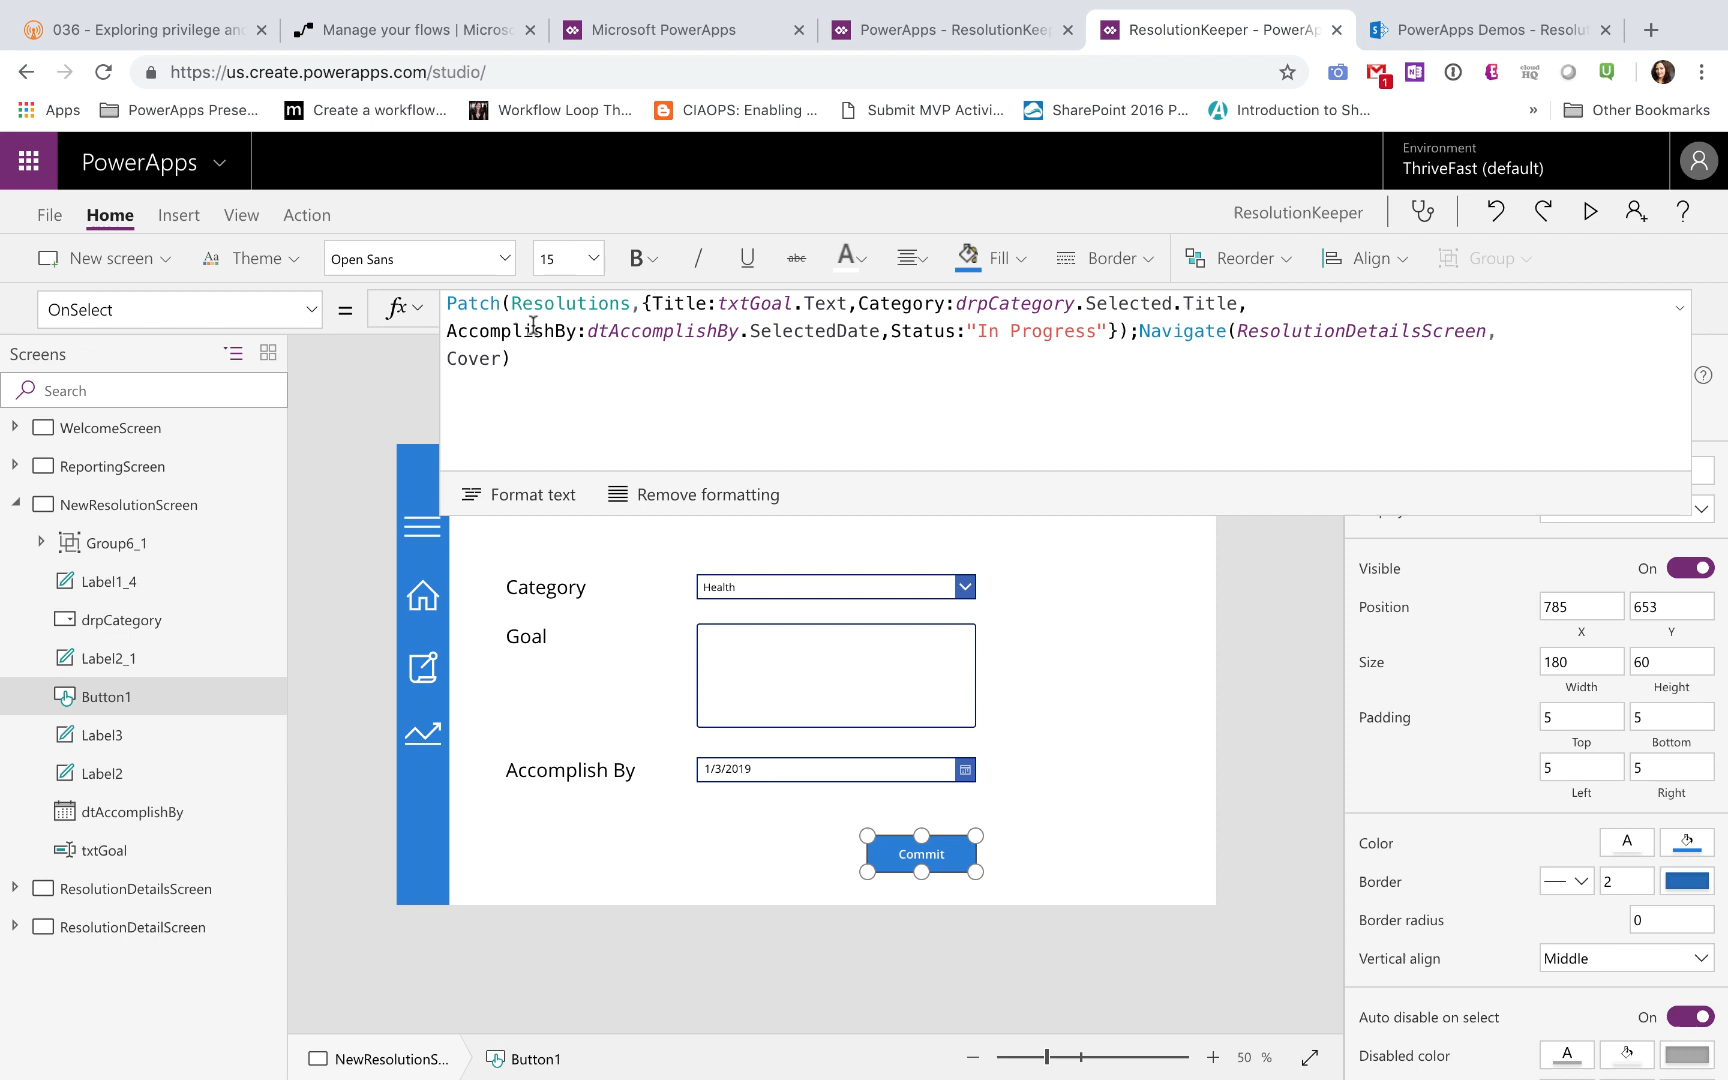 036 - Exploring privilege an
Manage your flows | Micros
Microsoft PowerApps
PowerApps - ResolutionKee
ResolutionKeeper - PowerAp
PowerApps Demos - Resolut
https://us.create.powerapps.com/studio/
1
Apps
PowerApps Prese...
Create a workflow...
Workflow Loop Th...
CIAOPS: Enabling ...
Submit MVP Activi...
SharePoint 2016 P...
Introduction to Sh...
»
Other Bookmarks
PowerApps
Environment
ThriveFast (default)
File
Home
Insert
View
Action
ResolutionKeeper
New screen
Theme
Open Sans
15
B
/
U
abc
A
Fill
Border
Reorder
Align
Group
OnSelect
=
fx
Patch(Resolutions,{Title:txtGoal.Text,Category:drpCategory.Selected.Title,
AccomplishBy:dtAccomplishBy.SelectedDate,Status:"In Progress"});Navigate(ResolutionDetailsScreen,
Cover)
Format text
Remove formatting
Screens
Search
WelcomeScreen
ReportingScreen
NewResolutionScreen
Group6_1
Label1_4
drpCategory
Label2_1
Button1
Label3
Label2
dtAccomplishBy
txtGoal
ResolutionDetailsScreen
ResolutionDetailScreen
Category
Health
Goal
Accomplish By
1/3/2019
Commit
Visible
On
Position
785
653
X
Y
Size
180
60
Width
Height
Padding
5
5
Top
Bottom
5
5
Left
Right
Color
A
Border
2
Border radius
0
Vertical align
Middle
Auto disable on select
On
Disabled color
A
NewResolutionS...
Button1
50 %